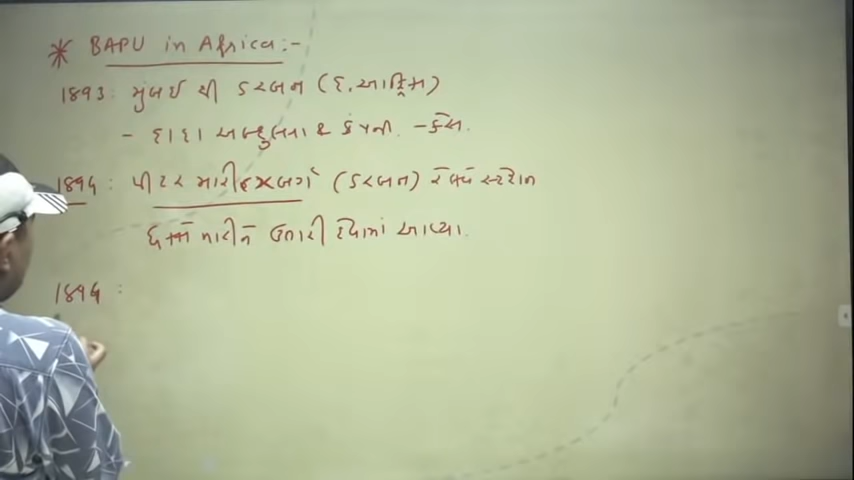 * BAPU in Africa:-
1893: મુંબઈ થી ડરબન (દ. આફ્રિકા)
- દાદા અબ્દુલ્લા & કંપની -કેસ.
1894: પીટર મારીત્ઝબર્ગ (ડરબન) રેલ્વે સ્ટેશન
ધક્કો મારીને ઉતારી દેવામાં આવ્યા.
1894 :